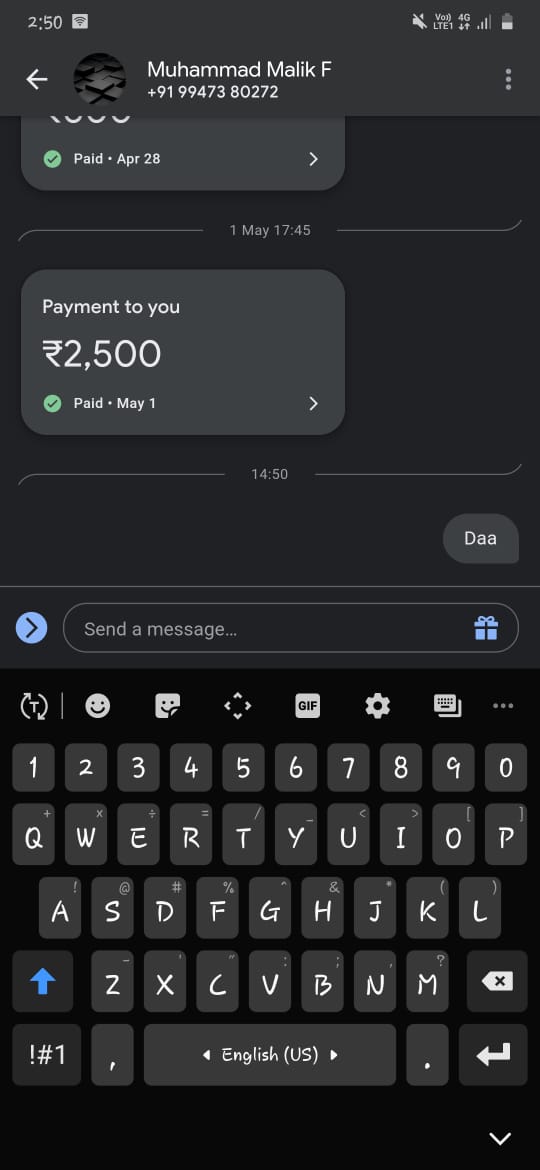 2:50 Vo)) LTE1 4G
Muhammad Malik F
+91 99473 80272
Paid • Apr 28
1 May 17:45
Payment to you
₹2,500
Paid • May 1
14:50
Daa
Send a message...
T GIF
1 2 3 4 5 6 7 8 9 0
+ × ÷ = / _ < > [ ]
Q W E R T Y U I O P
! @ # % ^ & * ( )
A S D F G H J K L
- ' " : ; , ?
Z X C V B N M
!#1 , English (US) .